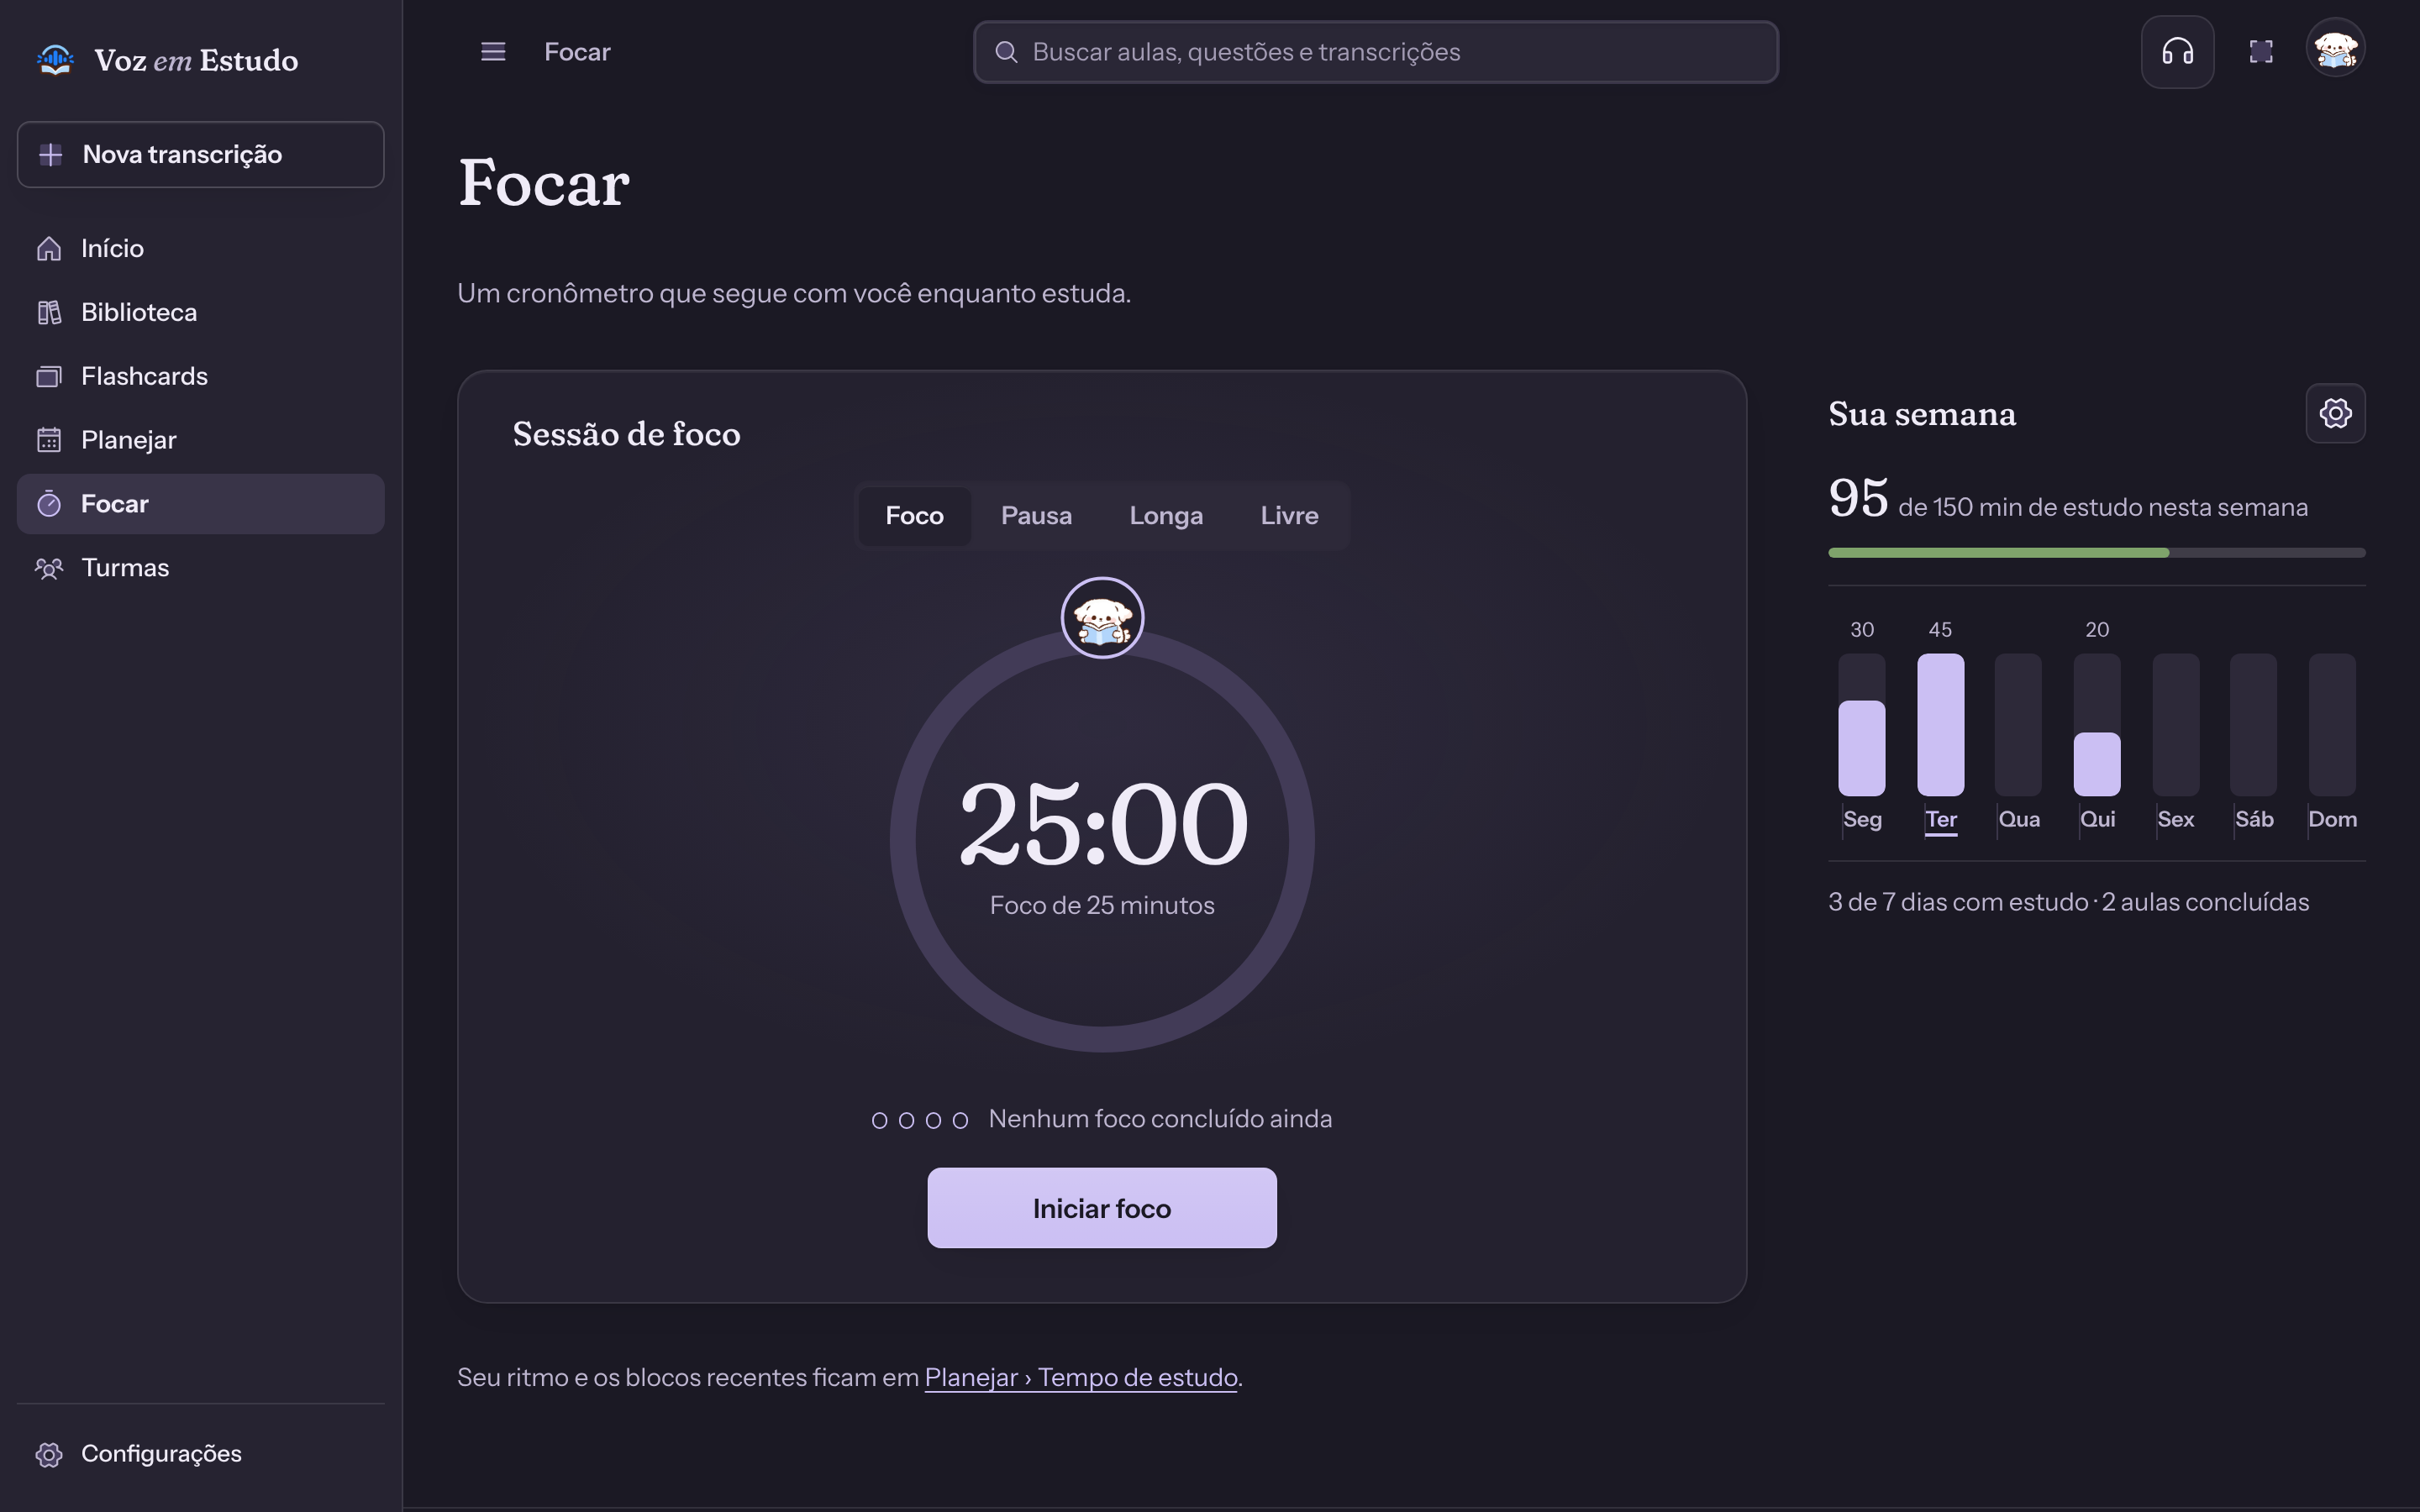 Voz em Estudo
Nova transcrição
Início
Biblioteca
Flashcards
Planejar
Focar
Turmas
Configurações
Focar
Buscar aulas, questões e transcrições
Focar
Um cronômetro que segue com você enquanto estuda.
Sessão de foco
Foco Pausa Longa Livre
25:00
Foco de 25 minutos
Nenhum foco concluído ainda
Iniciar foco
Seu ritmo e os blocos recentes ficam em Planejar › Tempo de estudo.
Sua semana
95 de 150 min de estudo nesta semana
30 45 20
Seg Ter Qua Qui Sex Sáb Dom
3 de 7 dias com estudo · 2 aulas concluídas